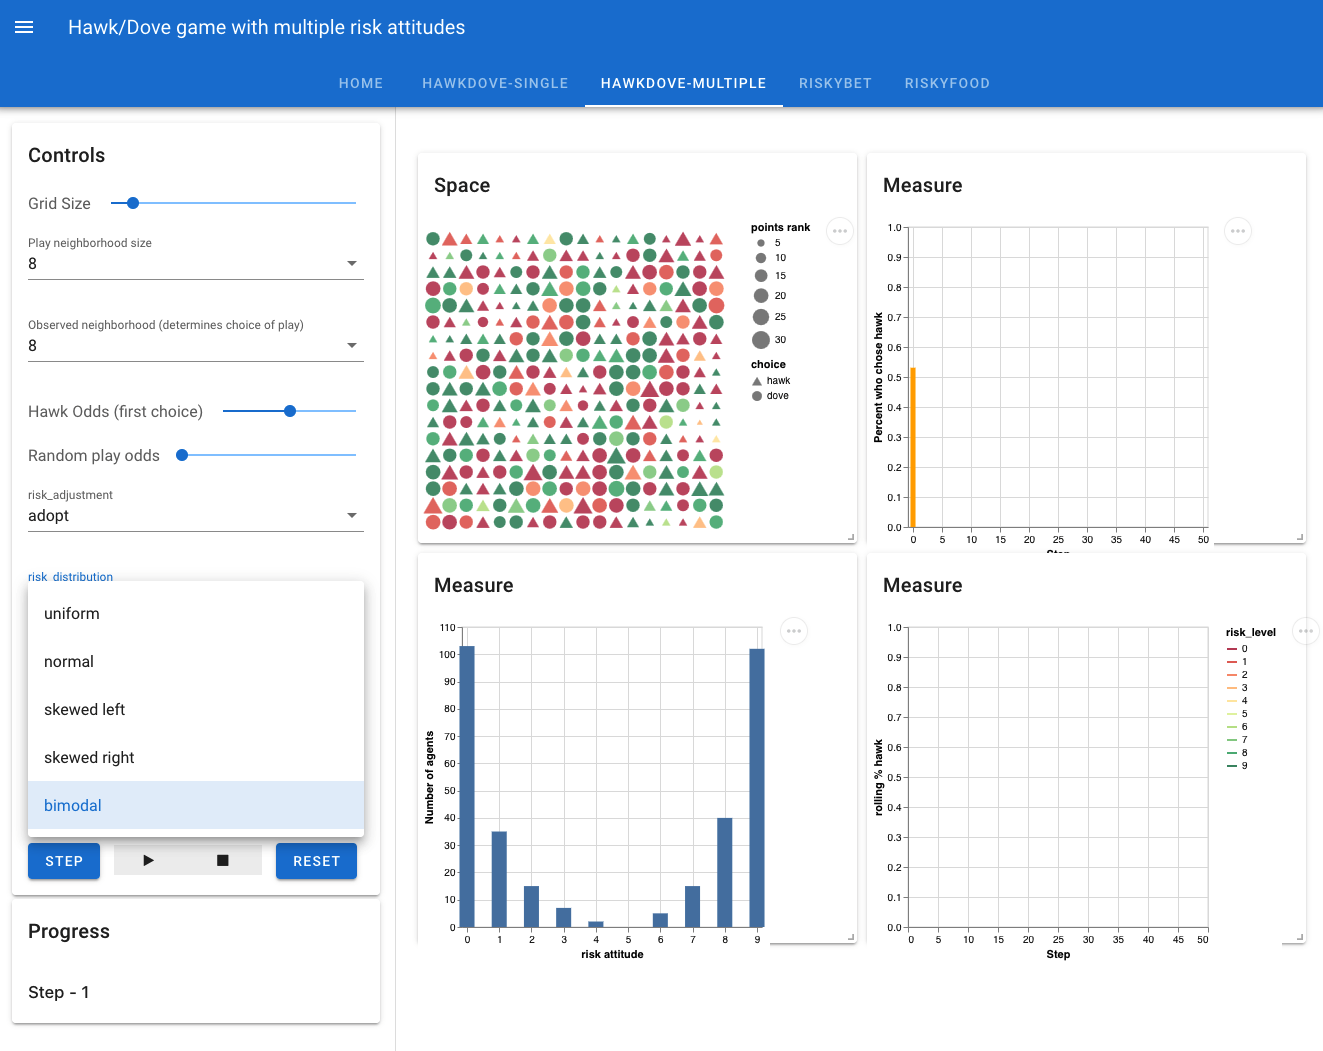 Hawk/Dove game with multiple risk attitudes
HOME HAWKDOVE-SINGLE HAWKDOVE-MULTIPLE RISKYBET RISKYFOOD
Controls
Grid Size
Play neighborhood size
8
Observed neighborhood (determines choice of play)
8
Hawk Odds (first choice)
Random play odds
risk_adjustment
adopt
risk_distribution
uniform
normal
skewed left
skewed right
bimodal
STEP RESET
Progress
Step - 1
Space
points rank
5
10
15
20
25
30
choice
hawk
dove
Measure
Percent who chose hawk
1.0
0.9
0.8
0.7
0.6
0.5
0.4
0.3
0.2
0.1
0.0
0 5 10 15 20 25 30 35 40 45 50
Step
Measure
Number of agents
110
100
90
80
70
60
50
40
30
20
10
0
0 1 2 3 4 5 6 7 8 9
risk attitude
Measure
rolling % hawk
1.0
0.9
0.8
0.7
0.6
0.5
0.4
0.3
0.2
0.1
0.0
0 5 10 15 20 25 30 35 40 45 50
Step
risk_level
0
1
2
3
4
5
6
7
8
9